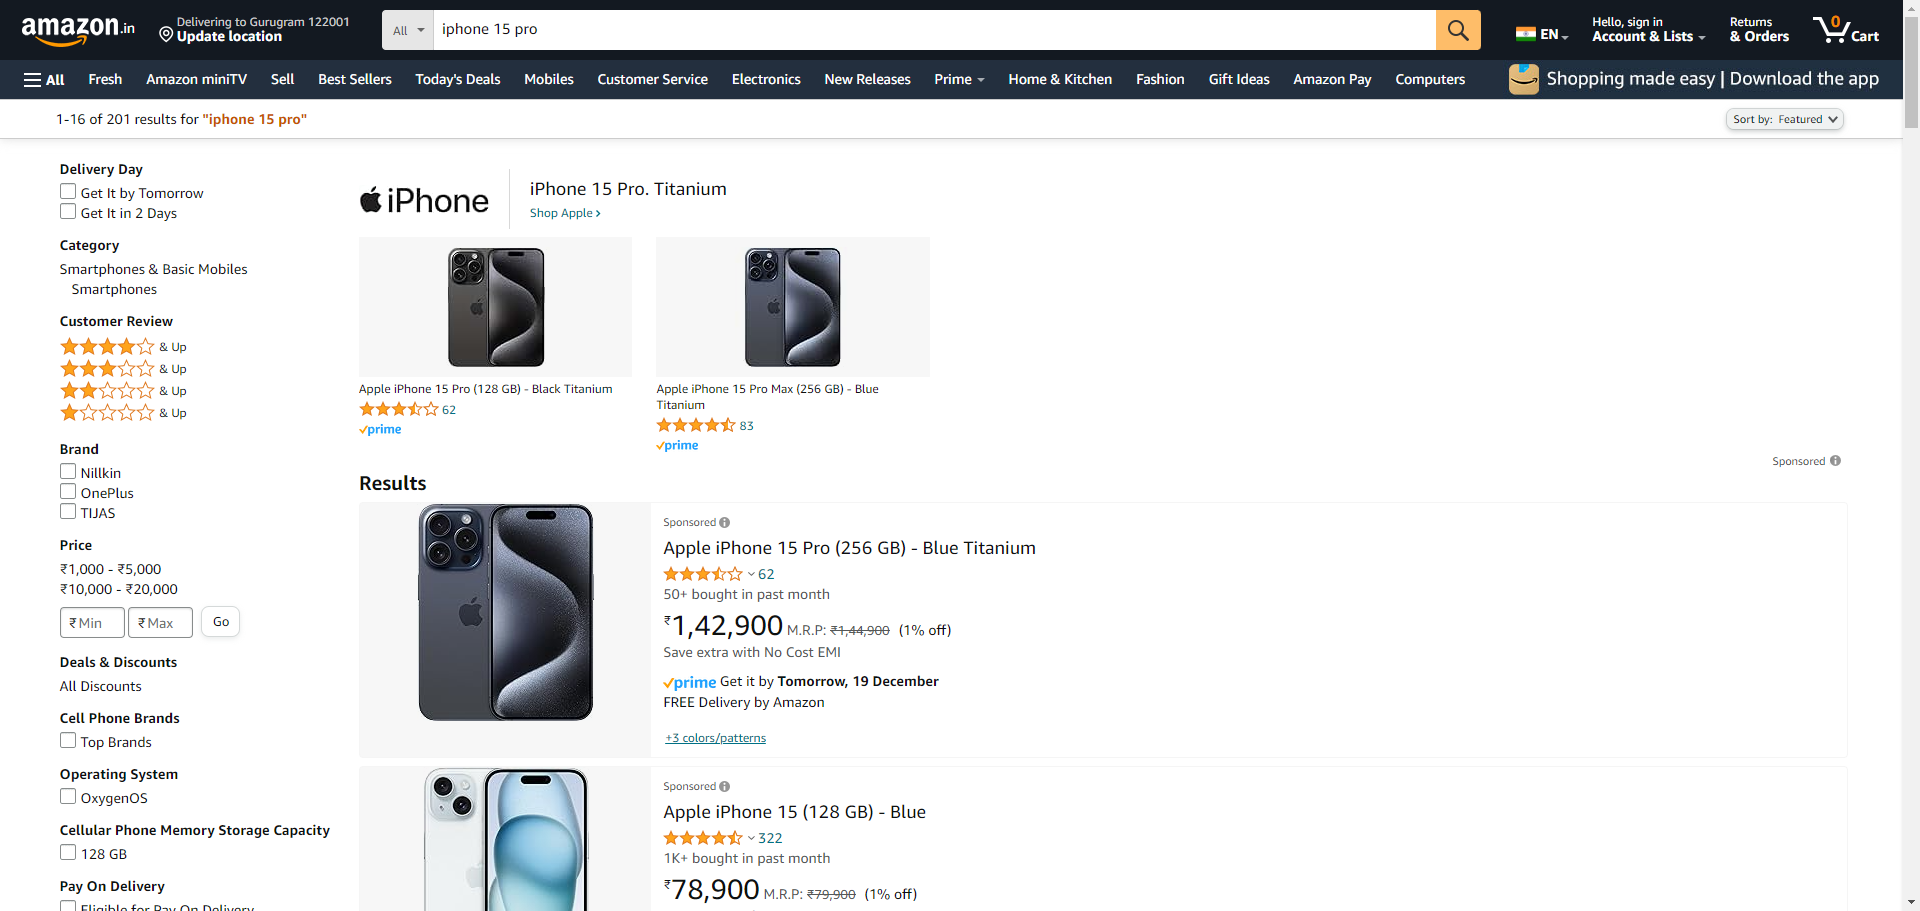 amazon.in
Delivering to Gurugram 122001
Update location
All
iphone 15 pro
EN
Hello, sign in
Account & Lists
Returns
& Orders
0
Cart
All
Fresh
Amazon miniTV
Sell
Best Sellers
Today's Deals
Mobiles
Customer Service
Electronics
New Releases
Prime
Home & Kitchen
Fashion
Gift Ideas
Amazon Pay
Computers
Shopping made easy | Download the app
1-16 of 201 results for "iphone 15 pro"
Sort by: Featured
Delivery Day
Get It by Tomorrow
Get It in 2 Days
Category
Smartphones & Basic Mobiles
Smartphones
Customer Review
& Up
& Up
& Up
& Up
Brand
Nillkin
OnePlus
TIJAS
Price
₹1,000 - ₹5,000
₹10,000 - ₹20,000
₹ Min
₹ Max
Go
Deals & Discounts
All Discounts
Cell Phone Brands
Top Brands
Operating System
OxygenOS
Cellular Phone Memory Storage Capacity
128 GB
Pay On Delivery
Eligible for Pay On Delivery
iPhone
iPhone 15 Pro. Titanium
Shop Apple ›
Apple iPhone 15 Pro (128 GB) - Black Titanium
62
prime
Apple iPhone 15 Pro Max (256 GB) - Blue
Titanium
83
prime
Sponsored
Results
Sponsored
Apple iPhone 15 Pro (256 GB) - Blue Titanium
62
50+ bought in past month
₹1,42,900 M.R.P: ₹1,44,900 (1% off)
Save extra with No Cost EMI
prime Get it by Tomorrow, 19 December
FREE Delivery by Amazon
+3 colors/patterns
Sponsored
Apple iPhone 15 (128 GB) - Blue
322
1K+ bought in past month
₹78,900 M.R.P: ₹79,900 (1% off)